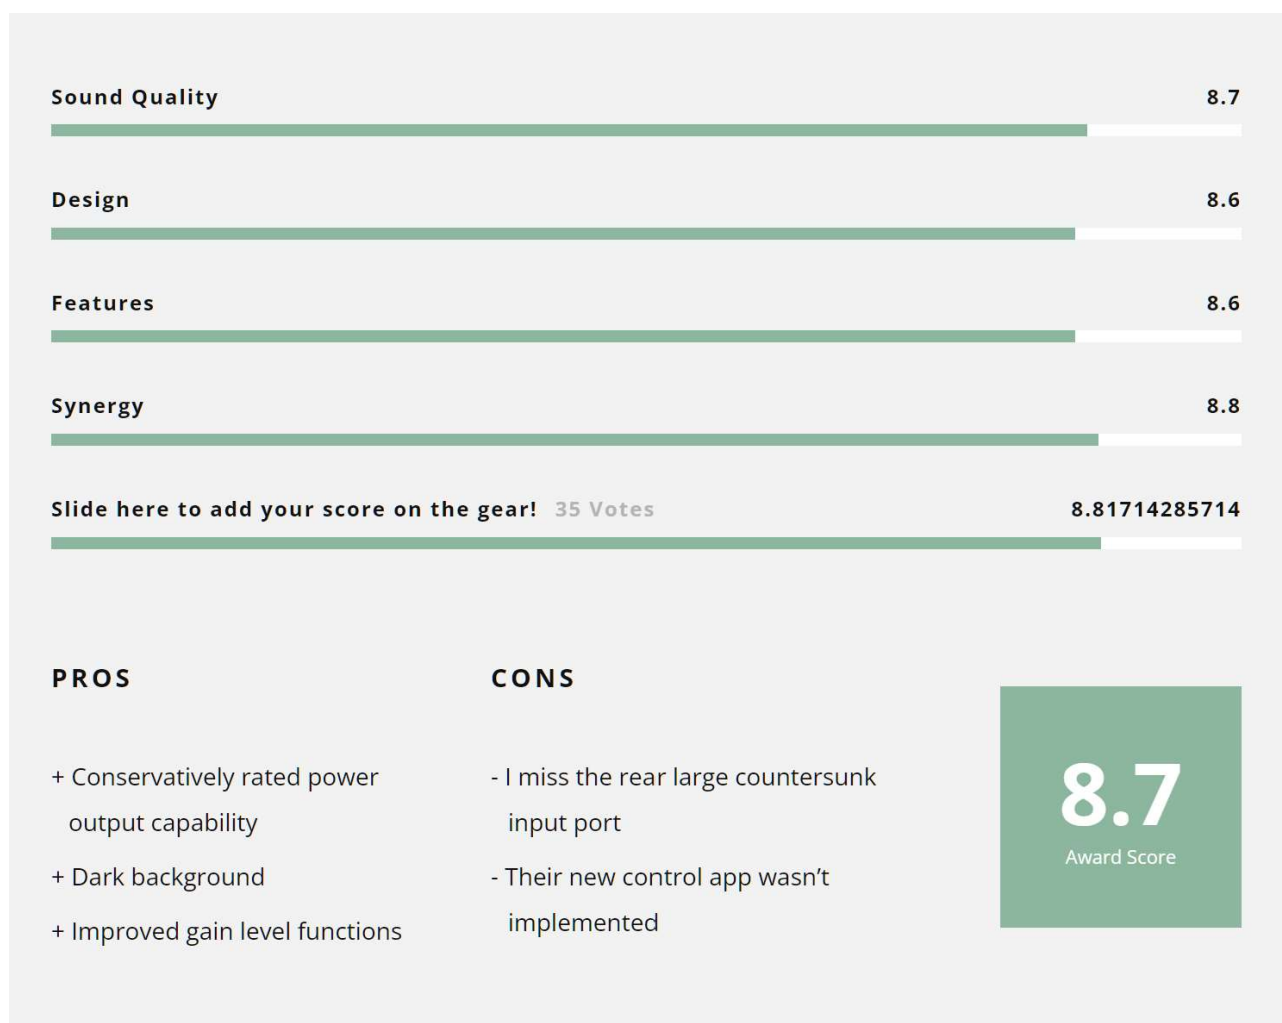 Sound Quality 8.7
Design 8.6
Features 8.6
Synergy 8.8
Slide here to add your score on the gear! 35 Votes 8.81714285714
PROS
+ Conservatively rated power
output capability
+ Dark background
+ Improved gain level functions
CONS
- I miss the rear large countersunk
input port
- Their new control app wasn’t
implemented
8.7
Award Score